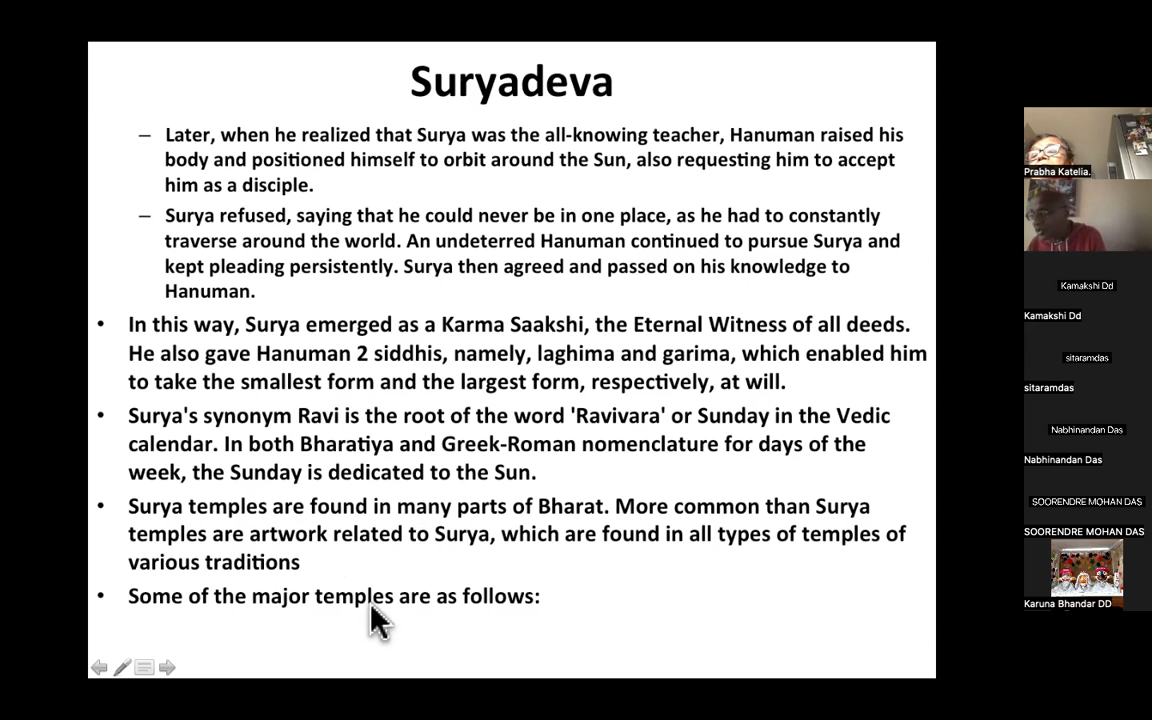 Suryadeva
– Later, when he realized that Surya was the all-knowing teacher, Hanuman raised his
body and positioned himself to orbit around the Sun, also requesting him to accept
him as a disciple.
– Surya refused, saying that he could never be in one place, as he had to constantly
traverse around the world. An undeterred Hanuman continued to pursue Surya and
kept pleading persistently. Surya then agreed and passed on his knowledge to
Hanuman.
• In this way, Surya emerged as a Karma Saakshi, the Eternal Witness of all deeds.
He also gave Hanuman 2 siddhis, namely, laghima and garima, which enabled him
to take the smallest form and the largest form, respectively, at will.
• Surya's synonym Ravi is the root of the word 'Ravivara' or Sunday in the Vedic
calendar. In both Bharatiya and Greek-Roman nomenclature for days of the
week, the Sunday is dedicated to the Sun.
• Surya temples are found in many parts of Bharat. More common than Surya
temples are artwork related to Surya, which are found in all types of temples of
various traditions
• Some of the major temples are as follows:
Prabha Katelia.
Kamakshi Dd
Kamakshi Dd
sitaramdas
sitaramdas
Nabhinandan Das
Nabhinandan Das
SOORENDRE MOHAN DAS
SOORENDRE MOHAN DAS
Karuna Bhandar DD